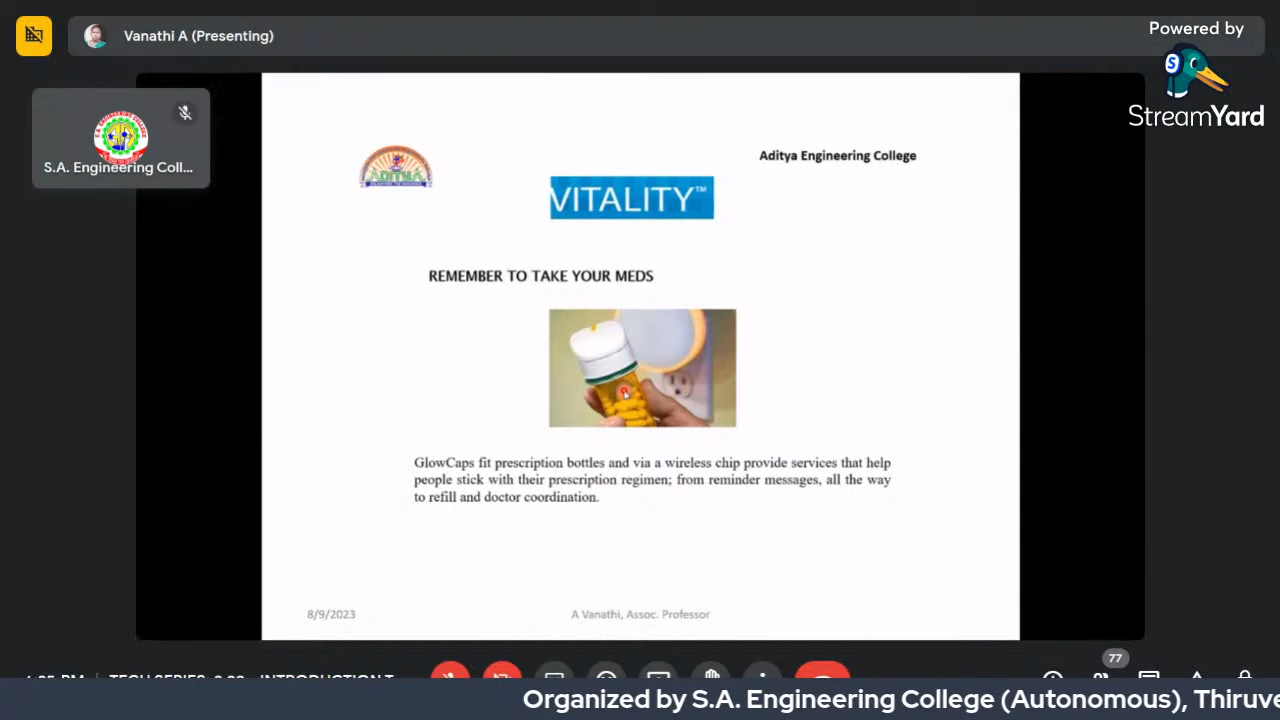 Vanathi A (Presenting)
Powered by
StreamYard
S.A. Engineering Coll...
Aditya Engineering College
ADITYA
VITALITY™
REMEMBER TO TAKE YOUR MEDS
GlowCaps fit prescription bottles and via a wireless chip provide services that help
people stick with their prescription regimen; from reminder messages, all the way
to refill and doctor coordination.
8/9/2023
A Vanathi, Assoc. Professor
77
Organized by S.A. Engineering College (Autonomous), Thiruve